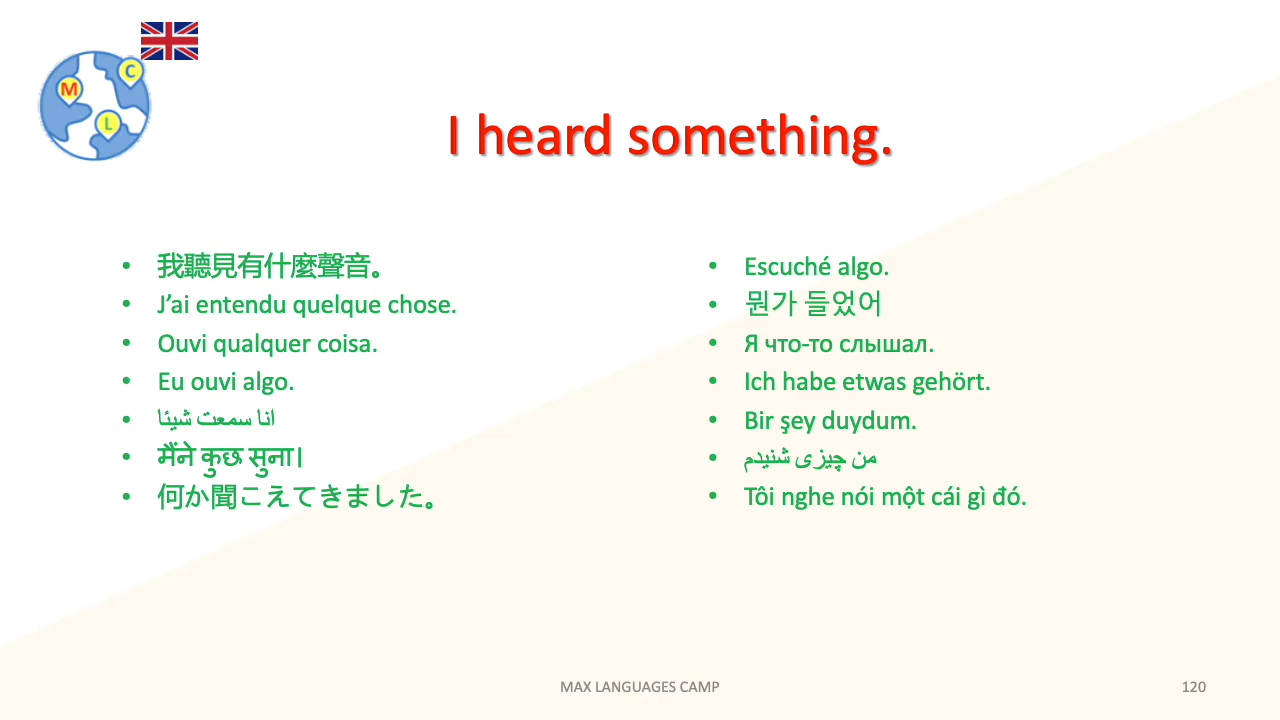 C
M
L
I heard something.
我聽見有什麼聲音。
J’ai entendu quelque chose.
Ouvi qualquer coisa.
Eu ouvi algo.
انا سمعت شيئا
मैंने कुछ सुना।
何か聞こえてきました。
Escuché algo.
뭔가 들었어
Я что-то слышал.
Ich habe etwas gehört.
Bir şey duydum.
من چیزی شنیدم
Tôi nghe nói một cái gì đó.
MAX LANGUAGES CAMP
120